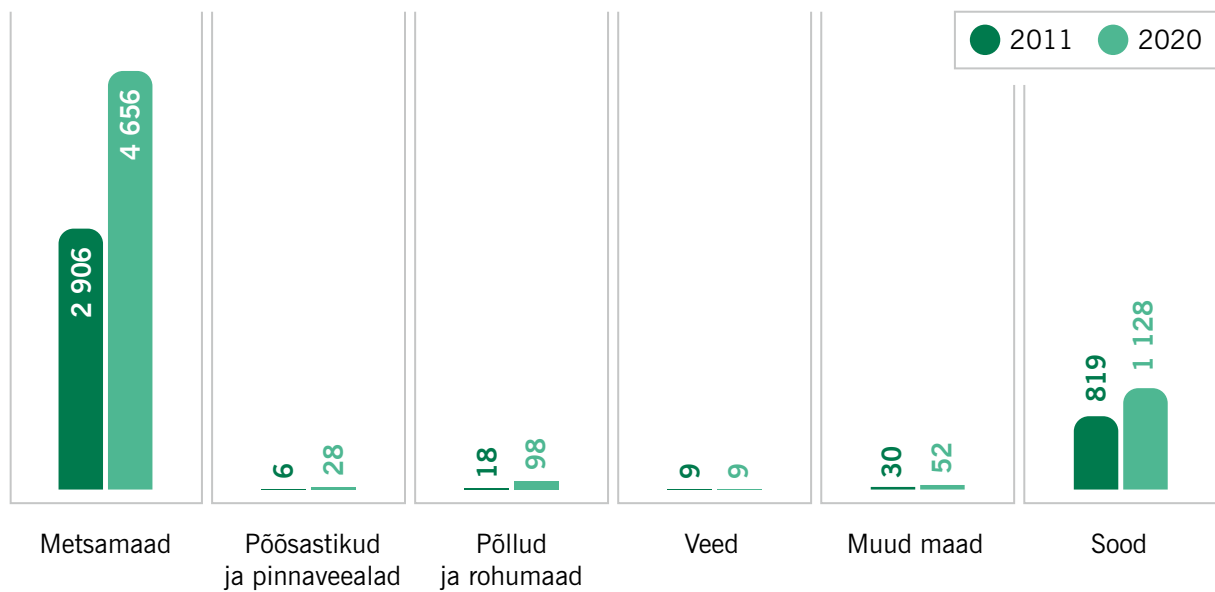 2011 2020
2 906
4 656
6
28
18
98
9
9
30
52
819
1 128
Metsamaad
Põõsastikud
ja pinnaveealad
Põllud
ja rohumaad
Veed
Muud maad
Sood